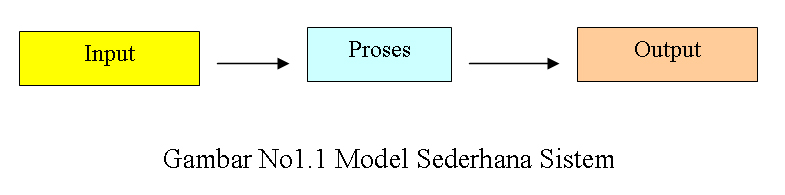 Input
Proses
Output
Gambar No1.1 Model Sederhana Sistem